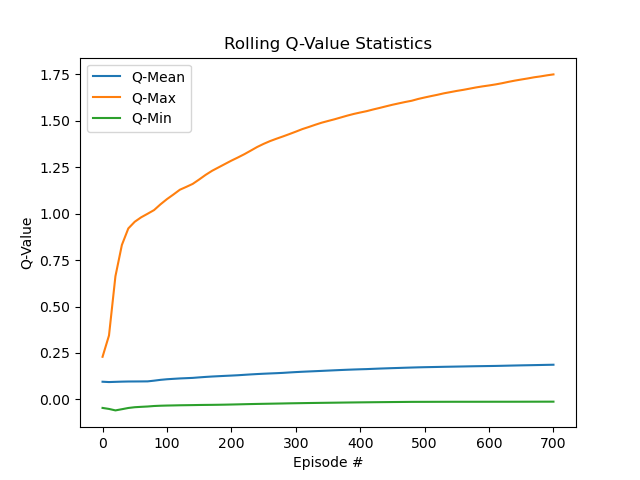 Rolling Q-Value Statistics
Q-Mean
Q-Max
Q-Min
Q-Value
1.75
1.50
1.25
1.00
0.75
0.50
0.25
0.00
0 100 200 300 400 500 600 700
Episode #